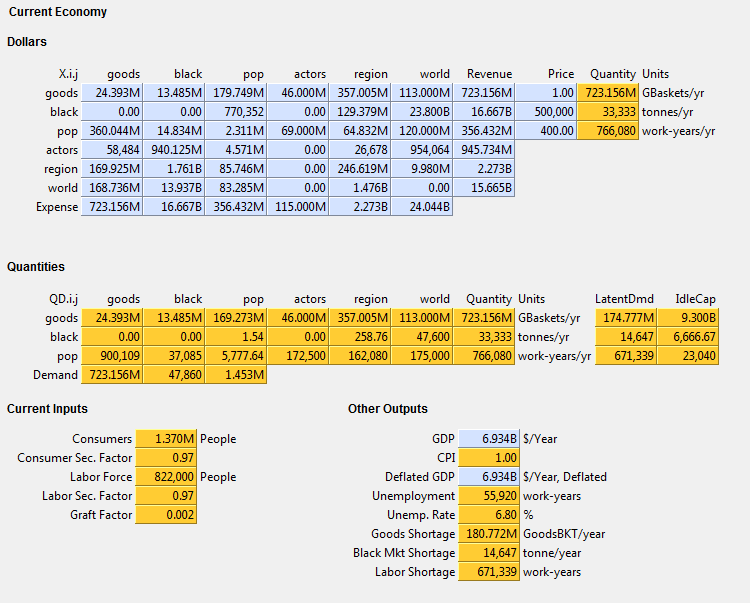 Current Economy
Dollars
X.i.j goods black pop actors region world Revenue Price Quantity Units
goods 24.393M 13.485M 179.749M 46.000M 357.005M 113.000M 723.156M 1.00 723.156M GBaskets/yr
black 0.00 0.00 770,352 0.00 129.379M 23.800B 16.667B 500,000 33,333 tonnes/yr
pop 360.044M 14.834M 2.311M 69.000M 64.832M 120.000M 356.432M 400.00 766,080 work-years/yr
actors 58,484 940.125M 4.571M 0.00 26,678 954,064 945.734M
region 169.925M 1.761B 85.746M 0.00 246.619M 9.980M 2.273B
world 168.736M 13.937B 83.285M 0.00 1.476B 0.00 15.665B
Expense 723.156M 16.667B 356.432M 115.000M 2.273B 24.044B
Quantities
QD.i.j goods black pop actors region world Quantity Units LatentDmd IdleCap
goods 24.393M 13.485M 169.273M 46.000M 357.005M 113.000M 723.156M GBaskets/yr 174.777M 9.300B
black 0.00 0.00 1.54 0.00 258.76 47,600 33,333 tonnes/yr 14,647 6,666.67
pop 900,109 37,085 5,777.64 172,500 162,080 175,000 766,080 work-years/yr 671,339 23,040
Demand 723.156M 47,860 1.453M
Current Inputs
Consumers 1.370M People
Consumer Sec. Factor 0.97
Labor Force 822,000 People
Labor Sec. Factor 0.97
Graft Factor 0.002
Other Outputs
GDP 6.934B $/Year
CPI 1.00
Deflated GDP 6.934B $/Year, Deflated
Unemployment 55,920 work-years
Unemp. Rate 6.80 %
Goods Shortage 180.772M GoodsBKT/year
Black Mkt Shortage 14,647 tonne/year
Labor Shortage 671,339 work-years